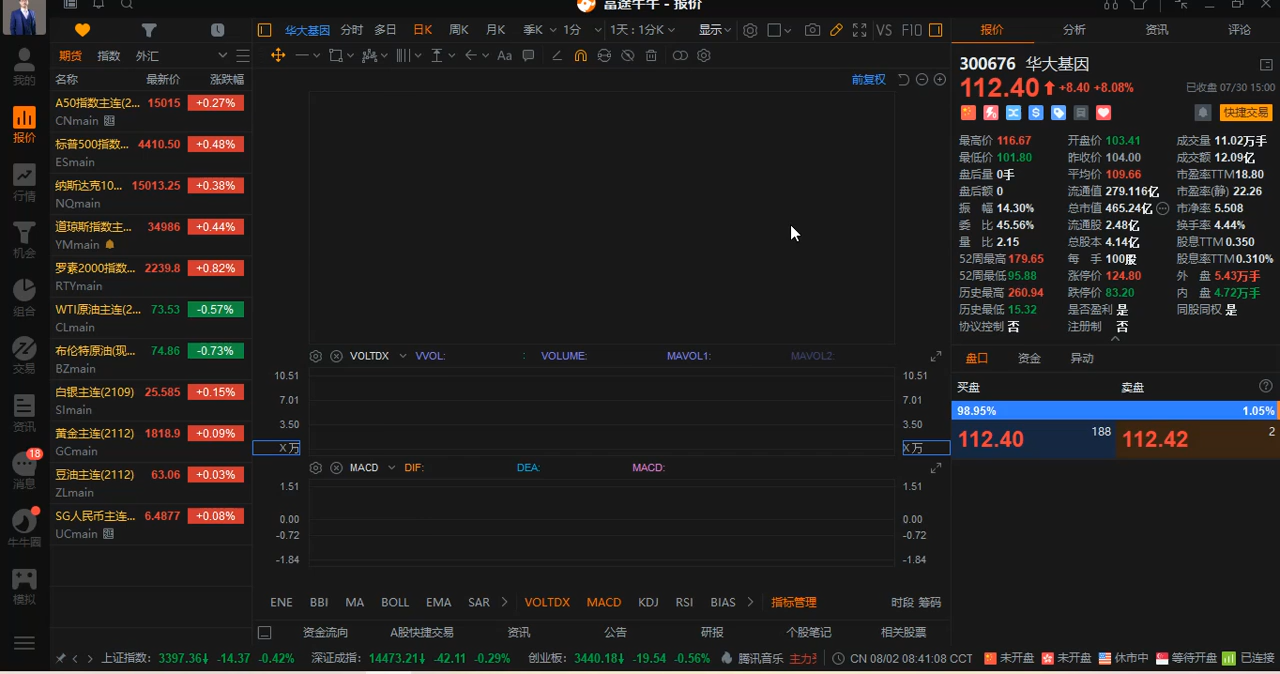 富途牛牛 - 报价
我的
报价
行情
机会
组合
交易
资讯
18
消息
牛牛圈
模拟
期货 指数 外汇
名称 最新价 涨跌幅
A50指数主连(2... 15015 +0.27%
CNmain
标普500指数... 4410.50 +0.48%
ESmain
纳斯达克10... 15013.25 +0.38%
NQmain
道琼斯指数主... 34986 +0.44%
YMmain
罗素2000指数... 2239.8 +0.82%
RTYmain
WTI原油主连(2... 73.53 -0.57%
CLmain
布伦特原油(现... 74.86 -0.73%
BZmain
白银主连(2109) 25.585 +0.15%
SImain
黄金主连(2112) 1818.9 +0.09%
GCmain
豆油主连(2112) 63.06 +0.03%
ZLmain
SG人民币主连... 6.4877 +0.08%
UCmain
华大基因 分时 多日 日K 周K 月K 季K 1分 1天 : 1分K 显示 VS F10
Aa
前复权
VOLTDX VVOL: : VOLUME: MAVOL1: MAVOL2:
10.51 10.51
7.01 7.01
3.50 3.50
X万 X万
MACD DIF: DEA: MACD:
1.51 1.51
0.00 0.00
-0.72 -0.72
-1.84 -1.84
ENE BBI MA BOLL EMA SAR VOLTDX MACD KDJ RSI BIAS 指标管理 时段 筹码
资金流向 A股快捷交易 资讯 公告 研报 个股笔记 相关股票
报价 分析 资讯 评论
300676 华大基因
112.40 +8.40 +8.08% 已收盘 07/30 15:00
快捷交易
最高价 116.67 开盘价 103.41 成交量 11.02万手
最低价 101.80 昨收价 104.00 成交额 12.09亿
盘后量 0手 平均价 109.66 市盈率TTM 18.80
盘后额 0 流通值 279.116亿 市盈率(静) 22.26
振 幅 14.30% 总市值 465.24亿 市净率 5.508
委 比 45.56% 流通股 2.48亿 换手率 4.44%
量 比 2.15 总股本 4.14亿 股息TTM 0.350
52周最高 179.65 每 手 100股 股息率TTM 0.310%
52周最低 95.88 涨停价 124.80 外 盘 5.43万手
历史最高 260.94 跌停价 83.20 内 盘 4.72万手
历史最低 15.32 是否盈利 是 同股同权 是
协议控制 否 注册制 否
盘口 资金 异动
买盘 卖盘
98.95% 1.05%
112.40 188 112.42 2
上证指数: 3397.36 -14.37 -0.42% 深证成指: 14473.21 -42.11 -0.29% 创业板: 3440.18 -19.54 -0.56% 腾讯音乐 主力 CN 08/02 08:41:08 CCT 未开盘 未开盘 休市中 等待开盘 已连接